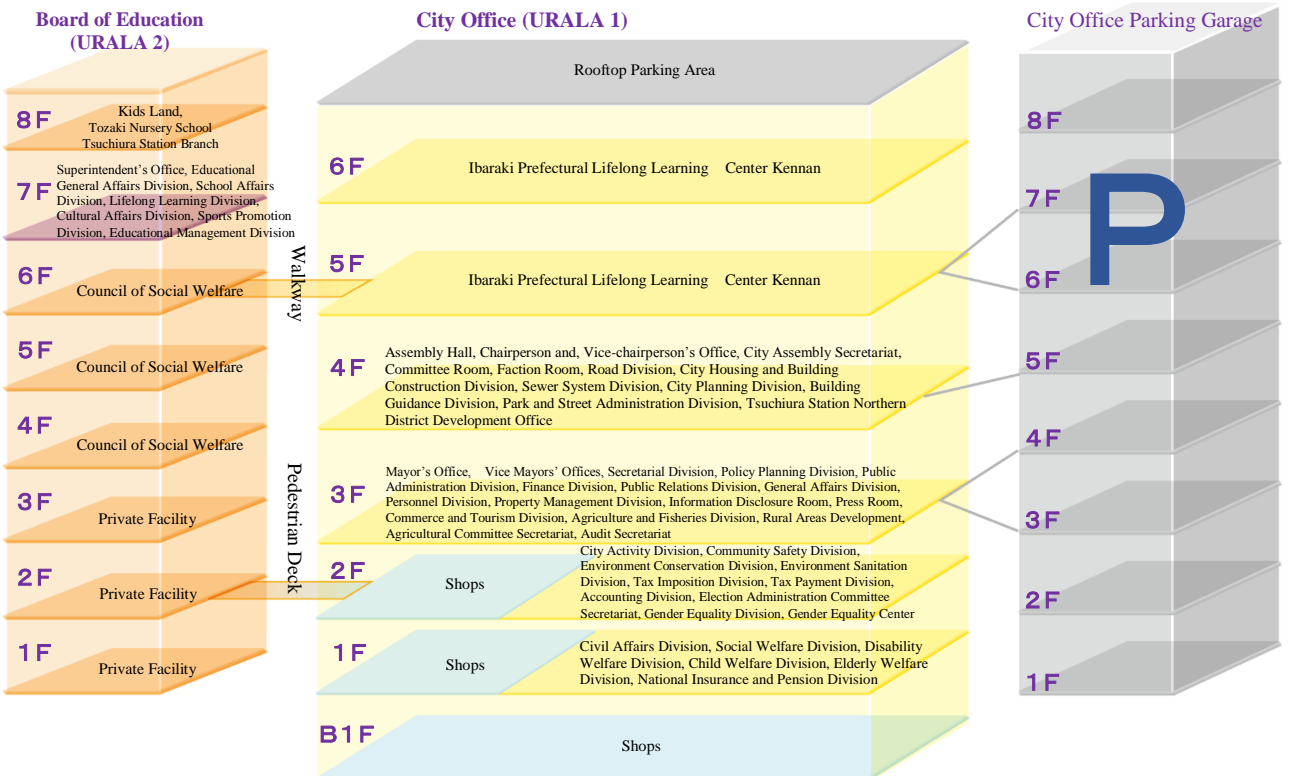 Board of Education
(URALA 2)
8F
Kids Land,
Tozaki Nursery School
Tsuchiura Station Branch
7F
Superintendent's Office, Educational
General Affairs Division, School Affairs
Division, Lifelong Learning Division,
Cultural Affairs Division, Sports Promotion
Division, Educational Management Division
6F
Council of Social Welfare
5F
Council of Social Welfare
4F
Council of Social Welfare
3F
Private Facility
2F
Private Facility
1F
Private Facility
Walkway
Pedestrian Deck
City Office (URALA 1)
Rooftop Parking Area
6F
Ibaraki Prefectural Lifelong Learning Center Kennan
5F
Ibaraki Prefectural Lifelong Learning Center Kennan
4F
Assembly Hall, Chairperson and, Vice-chairperson's Office, City Assembly Secretariat,
Committee Room, Faction Room, Road Division, City Housing and Building
Construction Division, Sewer System Division, City Planning Division, Building
Guidance Division, Park and Street Administration Division, Tsuchiura Station Northern
District Development Office
3F
Mayor's Office, Vice Mayors' Offices, Secretarial Division, Policy Planning Division, Public
Administration Division, Finance Division, Public Relations Division, General Affairs Division,
Personnel Division, Property Management Division, Information Disclosure Room, Press Room,
Commerce and Tourism Division, Agriculture and Fisheries Division, Rural Areas Development,
Agricultural Committee Secretariat, Audit Secretariat
2F
Shops
City Activity Division, Community Safety Division,
Environment Conservation Division, Environment Sanitation
Division, Tax Imposition Division, Tax Payment Division,
Accounting Division, Election Administration Committee
Secretariat, Gender Equality Division, Gender Equality Center
1F
Shops
Civil Affairs Division, Social Welfare Division, Disability
Welfare Division, Child Welfare Division, Elderly Welfare
Division, National Insurance and Pension Division
B1F
Shops
City Office Parking Garage
8F
7F
P
6F
5F
4F
3F
2F
1F